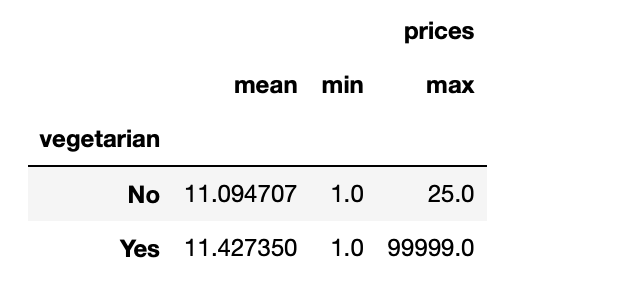 prices
mean min max
vegetarian
No 11.094707 1.0 25.0
Yes 11.427350 1.0 99999.0